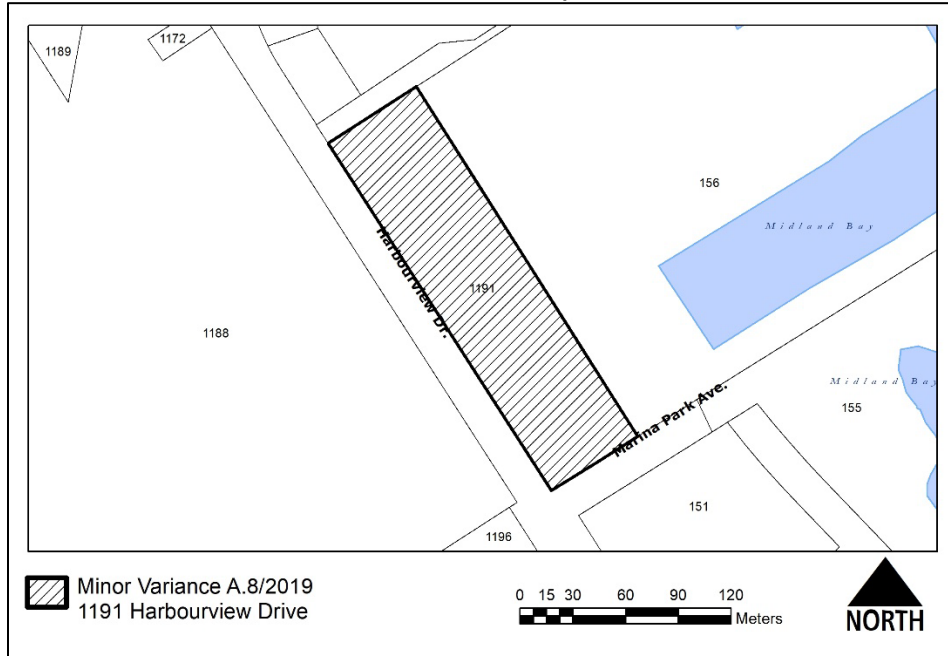 1189
1172
156
Midland Bay
Harbourview Dr.
1191
1188
Midland Bay
155
Marina Park Ave.
151
1196
Minor Variance A.8/2019
1191 Harbourview Drive
0 15 30 60 90 120
Meters
NORTH